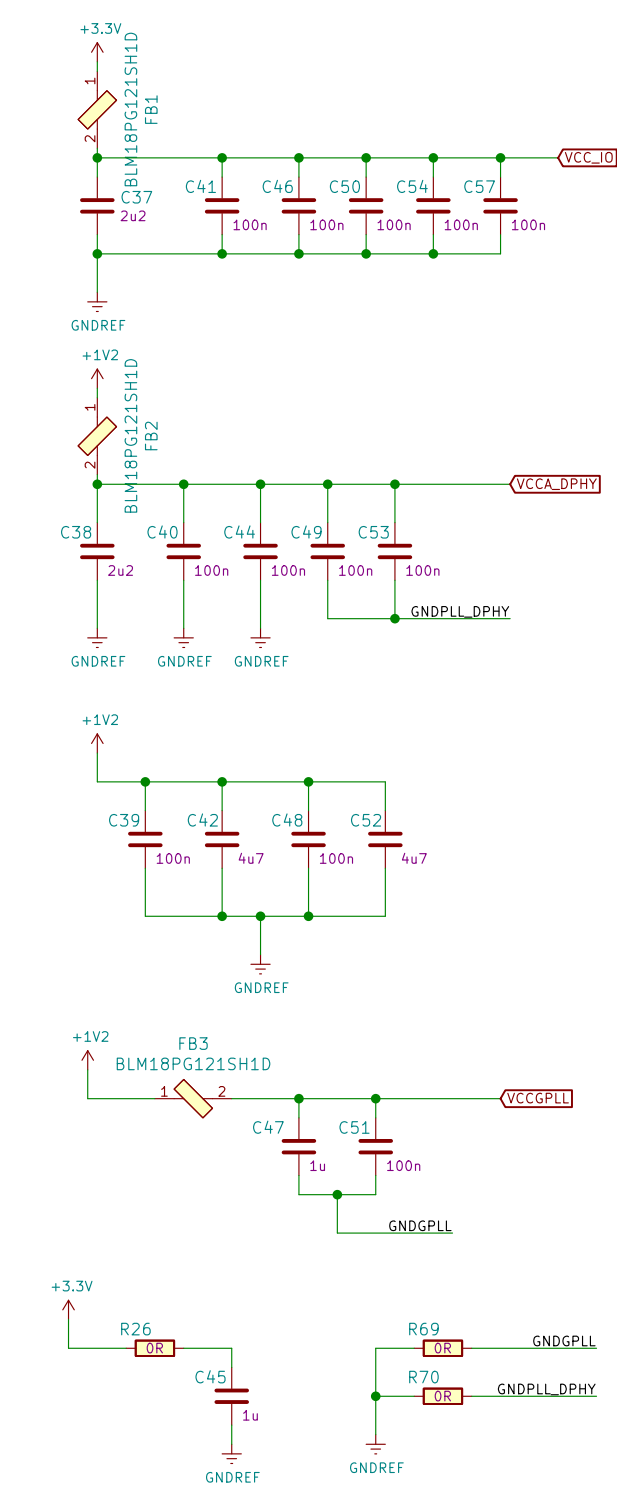 +3.3V
1
2
BLM18PG121SH1D
FB1
VCC_IO
C37
2u2
C41
100n
C46
100n
C50
100n
C54
100n
C57
100n
GNDREF
+1V2
1
2
BLM18PG121SH1D
FB2
VCCA_DPHY
C38
2u2
C40
100n
C44
100n
C49
100n
C53
100n
GNDPLL_DPHY
GNDREF
GNDREF
GNDREF
+1V2
C39
100n
C42
4u7
C48
100n
C52
4u7
GNDREF
+1V2
FB3
BLM18PG121SH1D
1
2
VCCGPLL
C47
1u
C51
100n
GNDGPLL
+3.3V
R26
0R
C45
1u
GNDREF
R69
0R
GNDGPLL
R70
0R
GNDPLL_DPHY
GNDREF